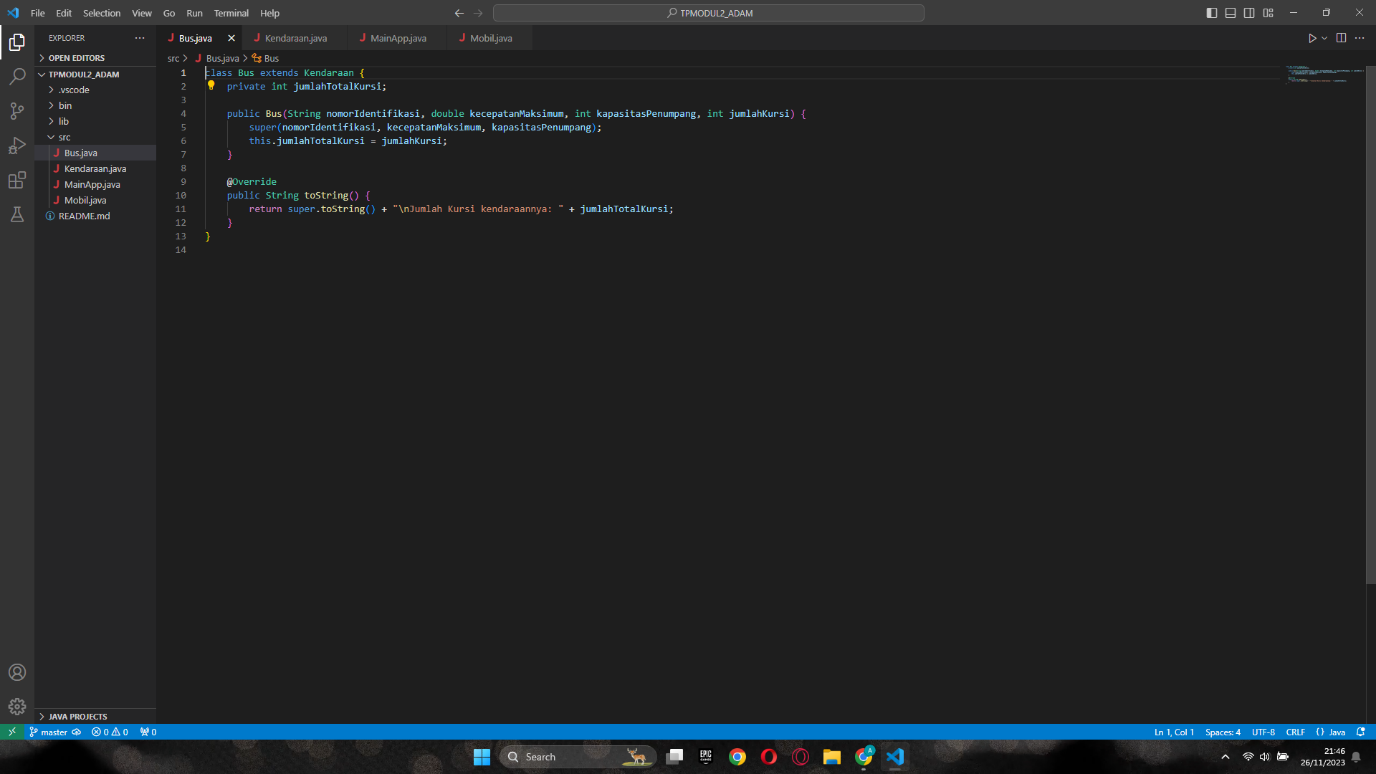 File Edit Selection View Go Run Terminal Help
TPMODUL2_ADAM
EXPLORER
Bus.java
Kendaraan.java
MainApp.java
Mobil.java
OPEN EDITORS
src > Bus.java > Bus
TPMODUL2_ADAM
.vscode
bin
lib
src
Bus.java
Kendaraan.java
MainApp.java
Mobil.java
README.md
1 class Bus extends Kendaraan {
2 private int jumlahTotalKursi;
3
4 public Bus(String nomorIdentifikasi, double kecepatanMaksimum, int kapasitasPenumpang, int jumlahKursi) {
5 super(nomorIdentifikasi, kecepatanMaksimum, kapasitasPenumpang);
6 this.jumlahTotalKursi = jumlahKursi;
7 }
8
9 @Override
10 public String toString() {
11 return super.toString() + "\nJumlah Kursi kendaraannya: " + jumlahTotalKursi;
12 }
13 }
14
JAVA PROJECTS
master 0 0 0
Ln 1, Col 1 Spaces: 4 UTF-8 CRLF {} Java
Search
EPIC GAMES
A
21:46
26/11/2023